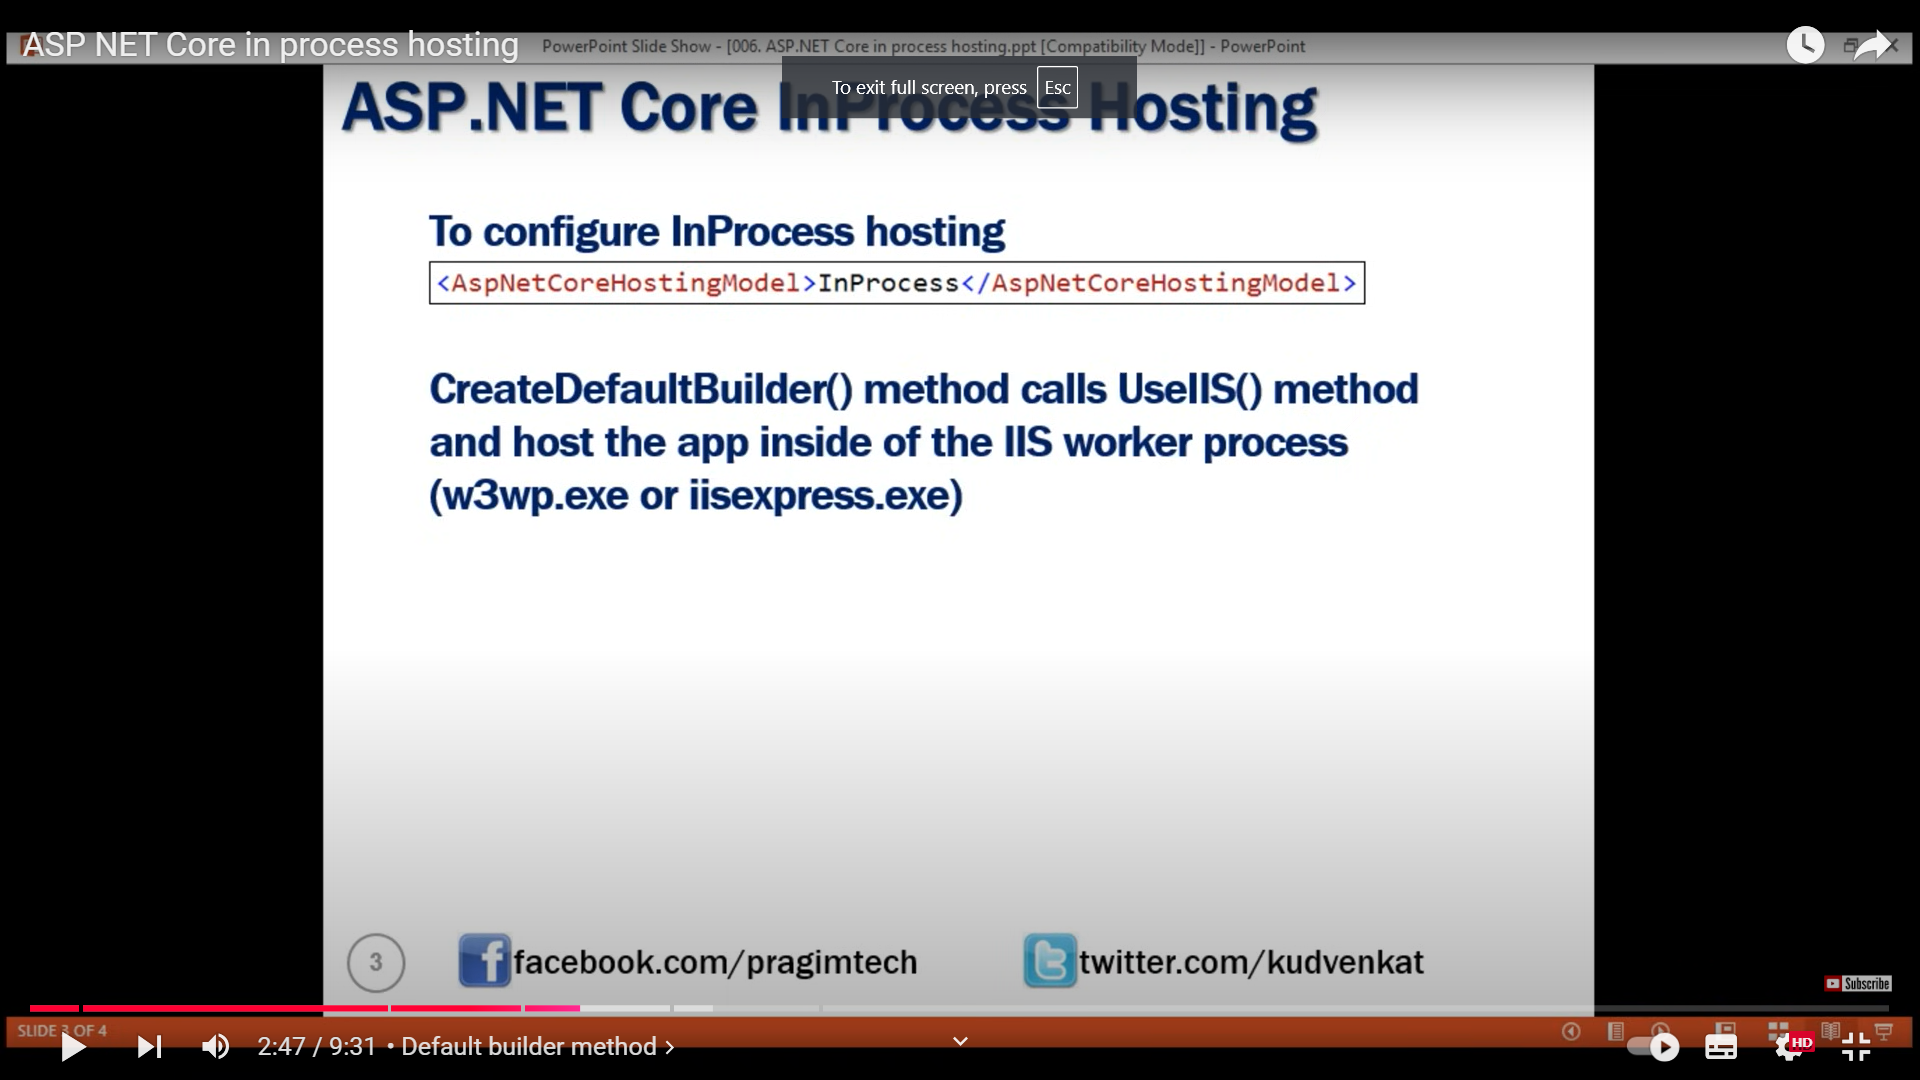 ASP NET Core in process hosting
PowerPoint Slide Show - [006. ASP.NET Core in process hosting.ppt [Compatibility Mode]] - PowerPoint
To exit full screen, press Esc
ASP.NET Core InProcess Hosting
To configure InProcess hosting
<AspNetCoreHostingModel>InProcess</AspNetCoreHostingModel>
CreateDefaultBuilder() method calls UseIIS() method
and host the app inside of the IIS worker process
(w3wp.exe or iisexpress.exe)
3
facebook.com/pragimtech
twitter.com/kudvenkat
Subscribe
SLIDE 3 OF 4
2:47 / 9:31 • Default builder method
HD